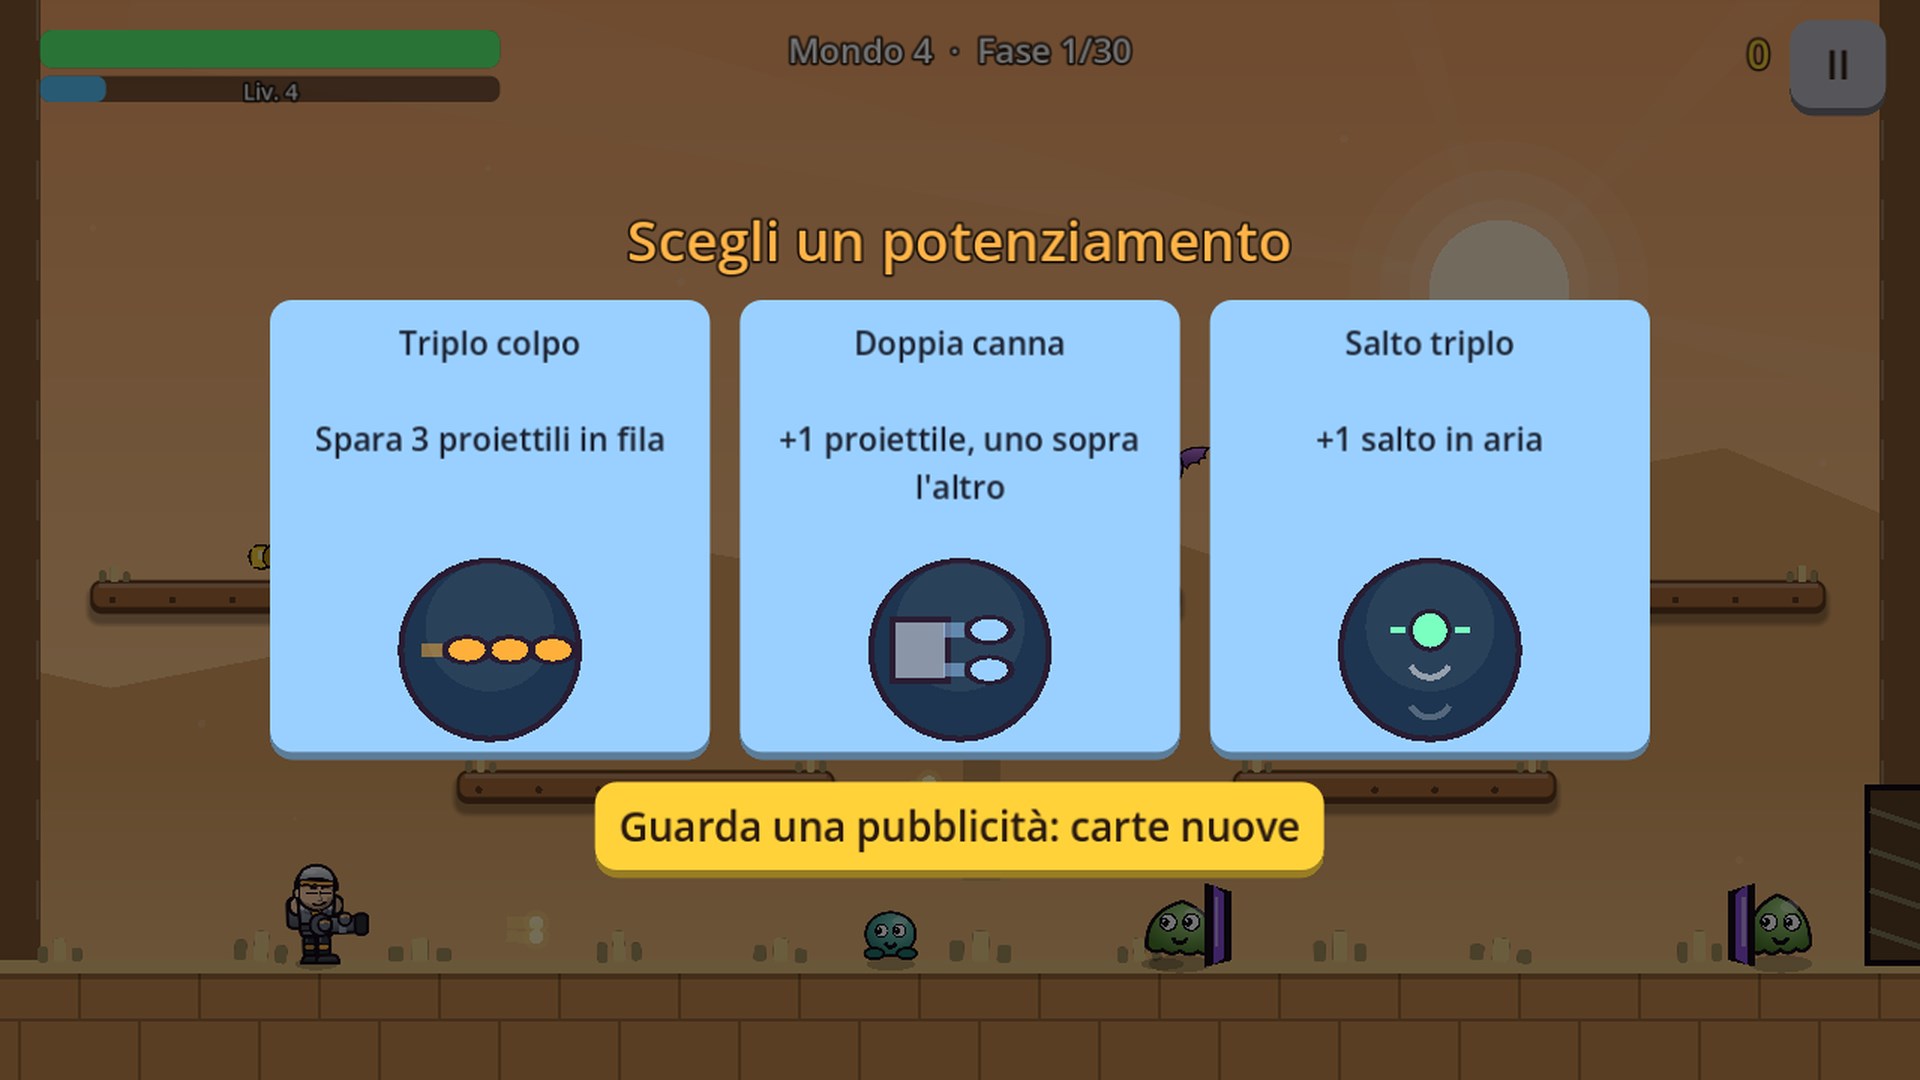 Mondo 4 · Fase 1/30
0
Liv. 4
Scegli un potenziamento
Triplo colpo
Spara 3 proiettili in fila
Doppia canna
+1 proiettile, uno sopra
l'altro
Salto triplo
+1 salto in aria
Guarda una pubblicità: carte nuove